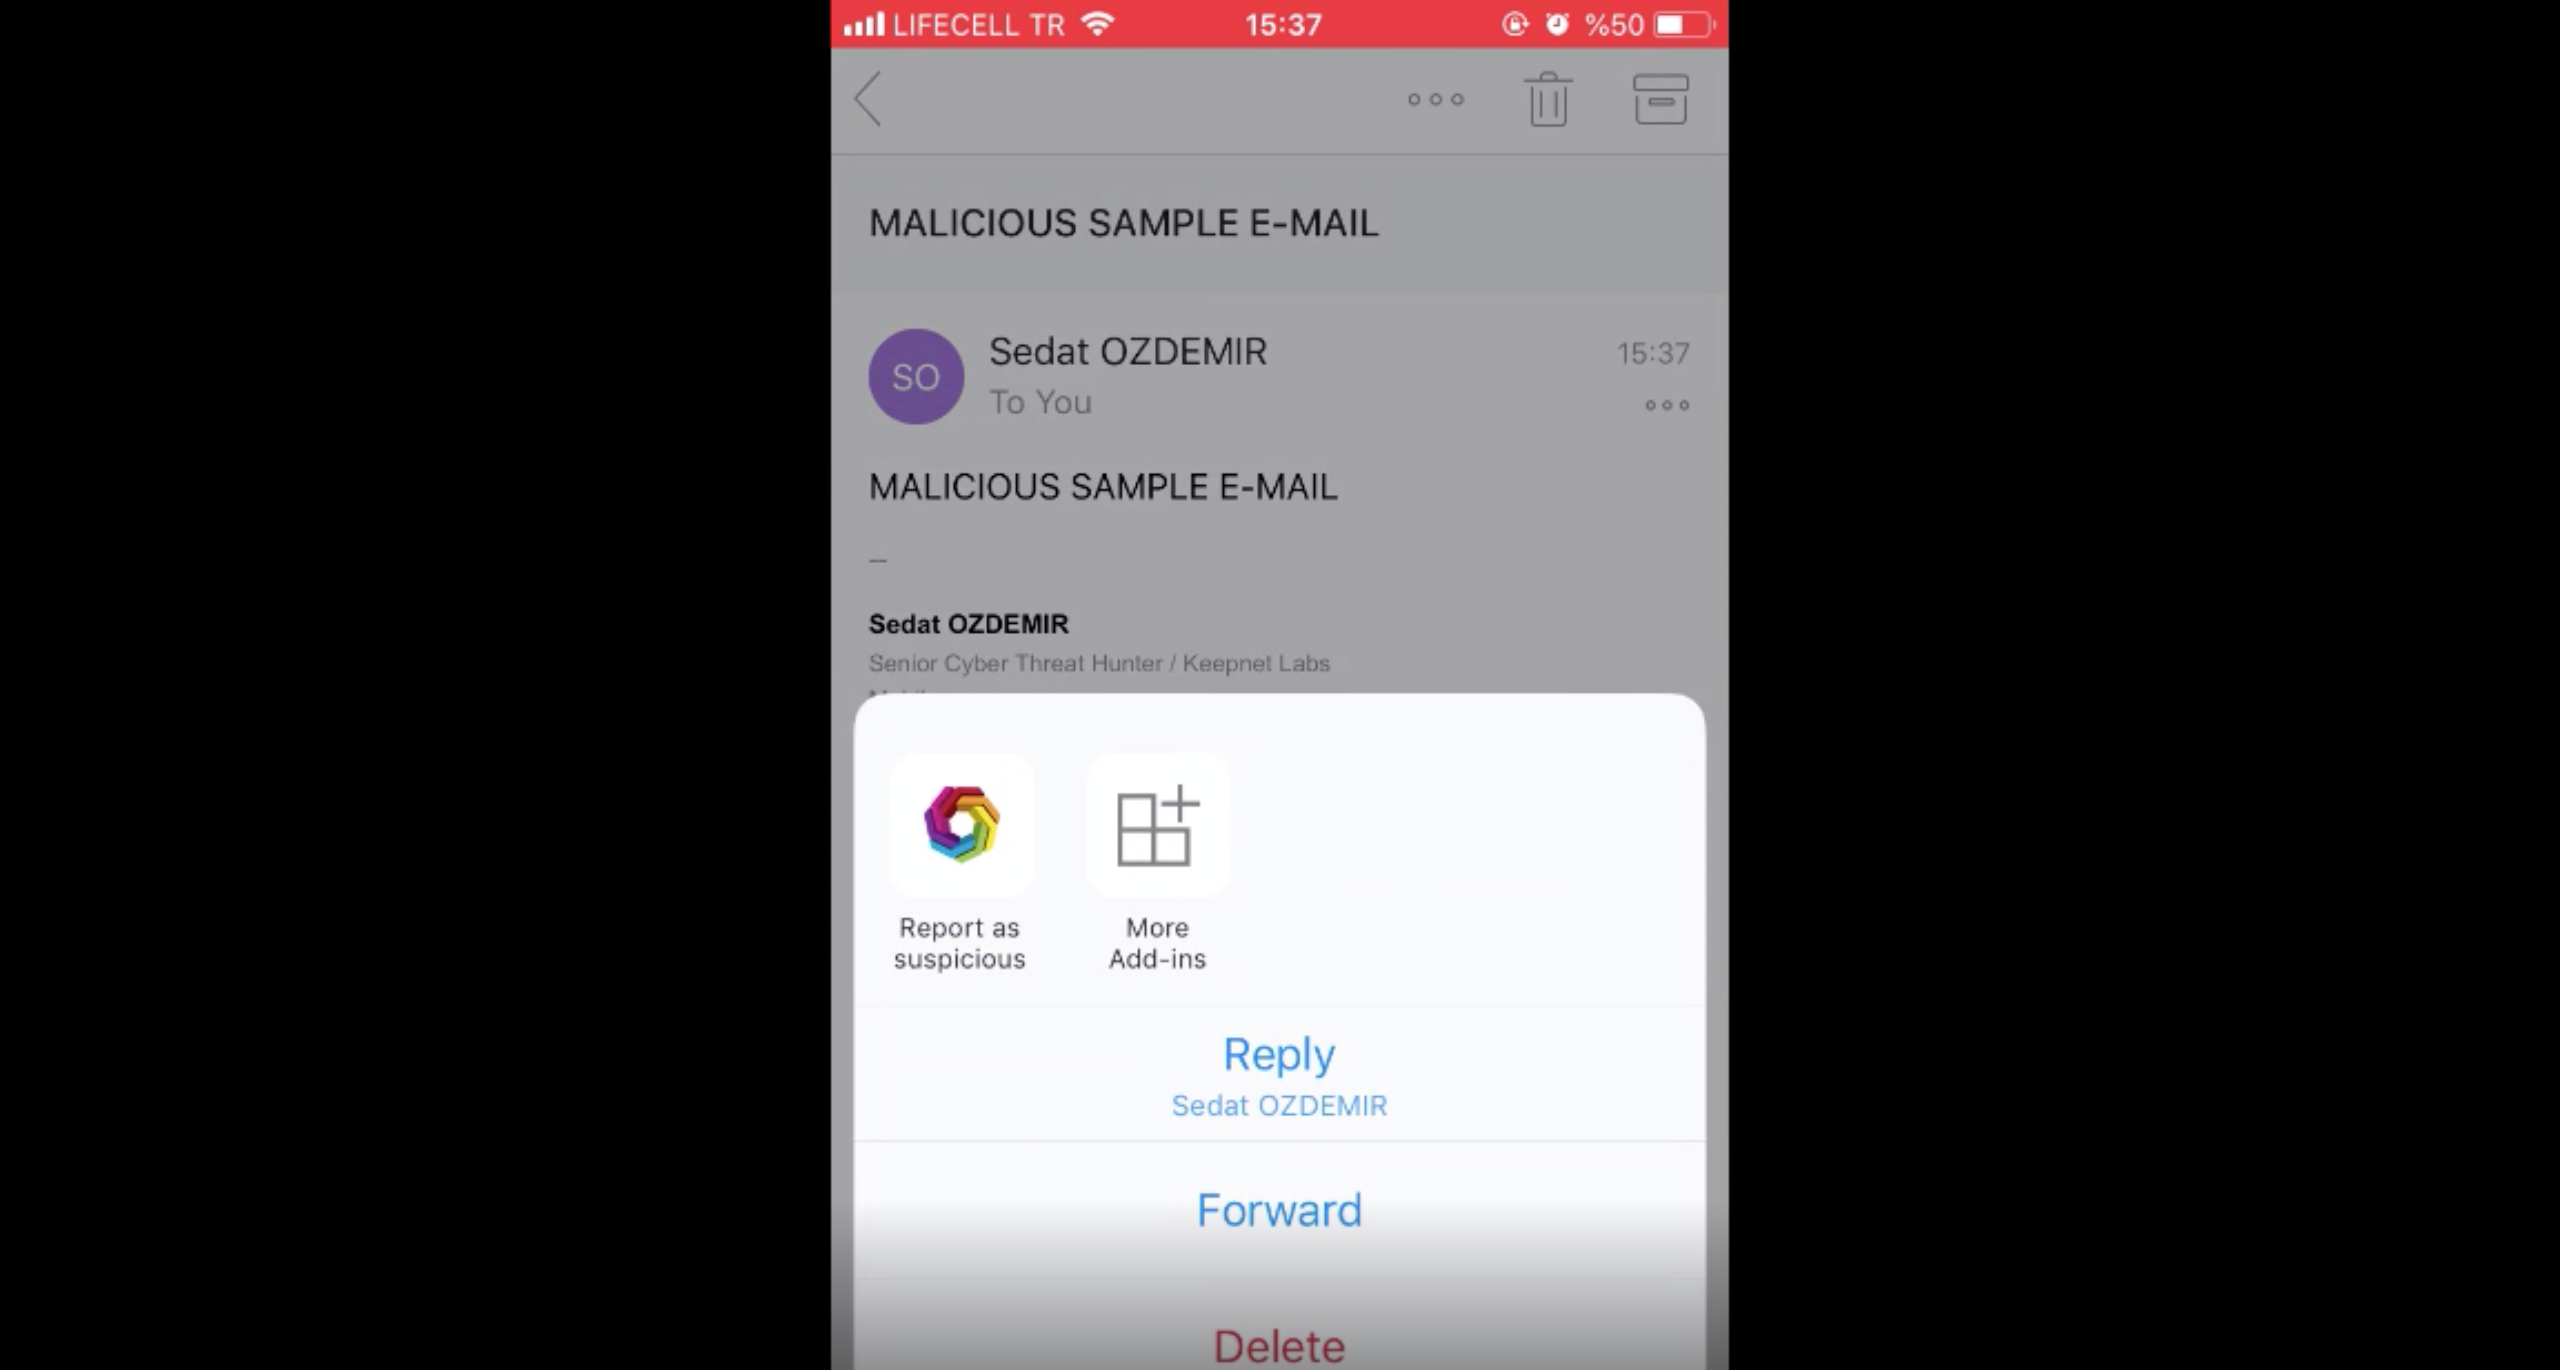 LIFECELL TR 15:37 %50
MALICIOUS SAMPLE E-MAIL
SO Sedat OZDEMIR 15:37
To You
MALICIOUS SAMPLE E-MAIL
–
Sedat OZDEMIR
Senior Cyber Threat Hunter / Keepnet Labs
Report as
suspicious
More
Add-ins
Reply
Sedat OZDEMIR
Forward
Delete